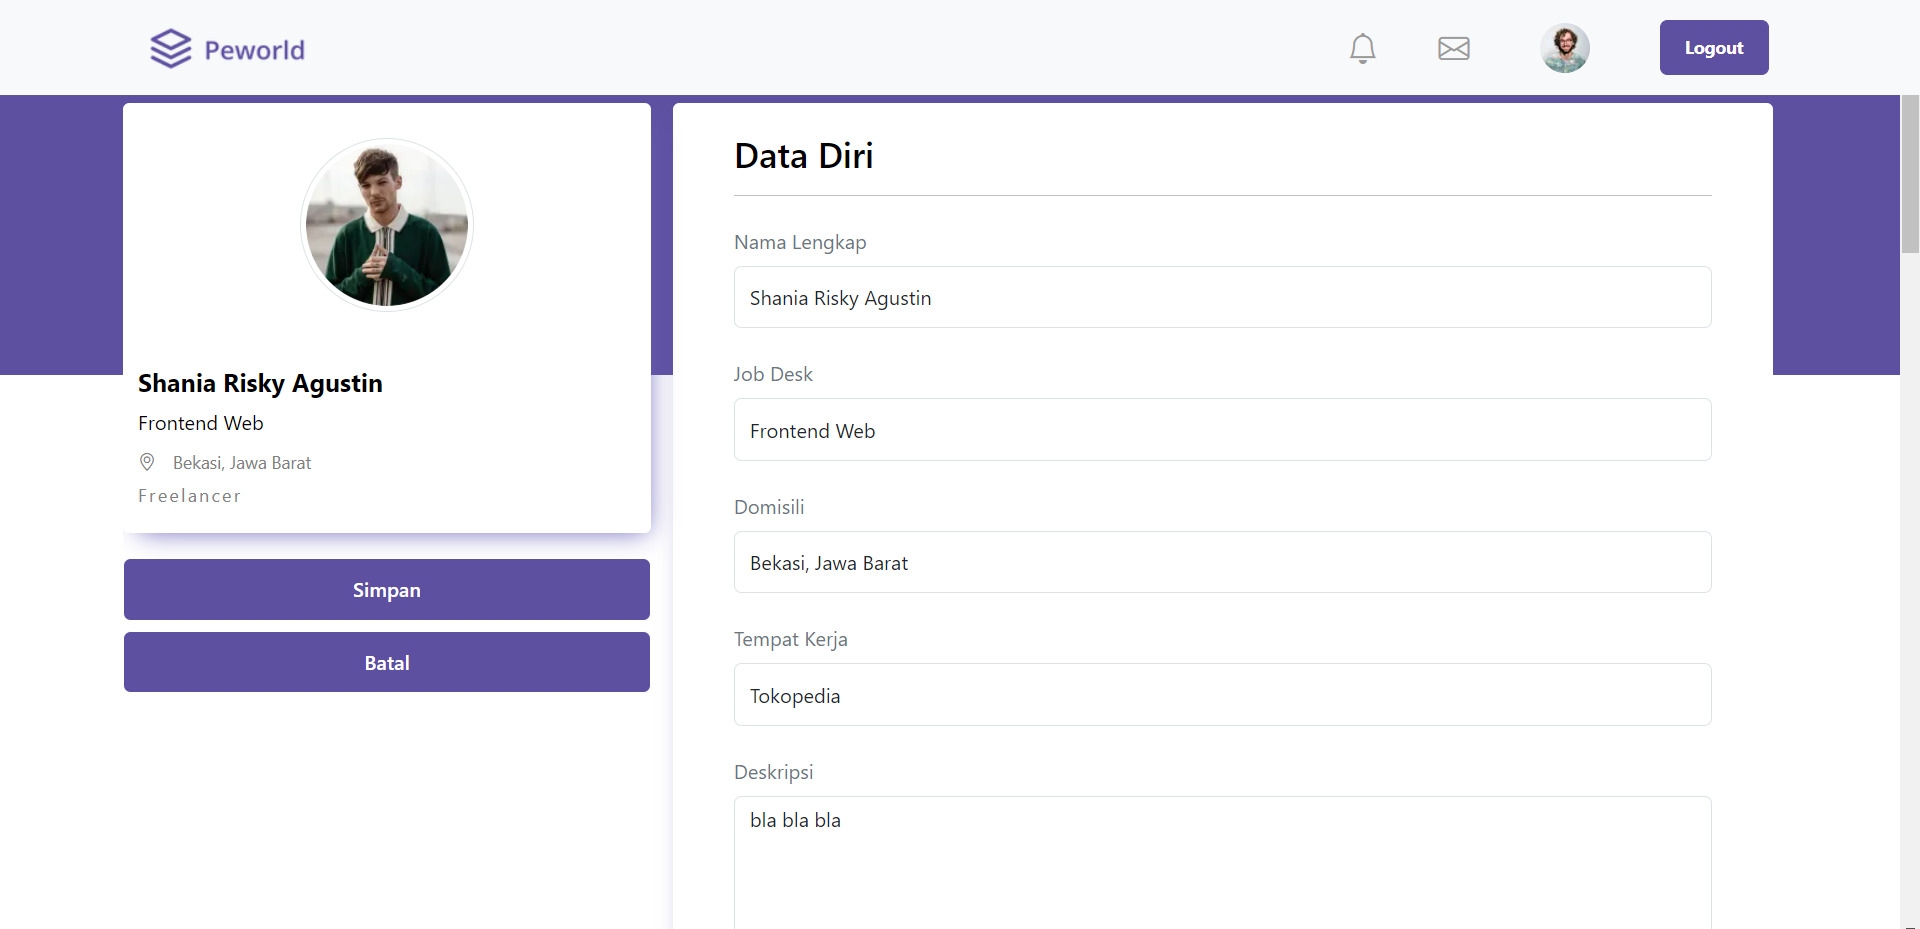 Peworld
Logout
Shania Risky Agustin
Frontend Web
Bekasi, Jawa Barat
Freelancer
Simpan
Batal
Data Diri
Nama Lengkap
Shania Risky Agustin
Job Desk
Frontend Web
Domisili
Bekasi, Jawa Barat
Tempat Kerja
Tokopedia
Deskripsi
bla bla bla